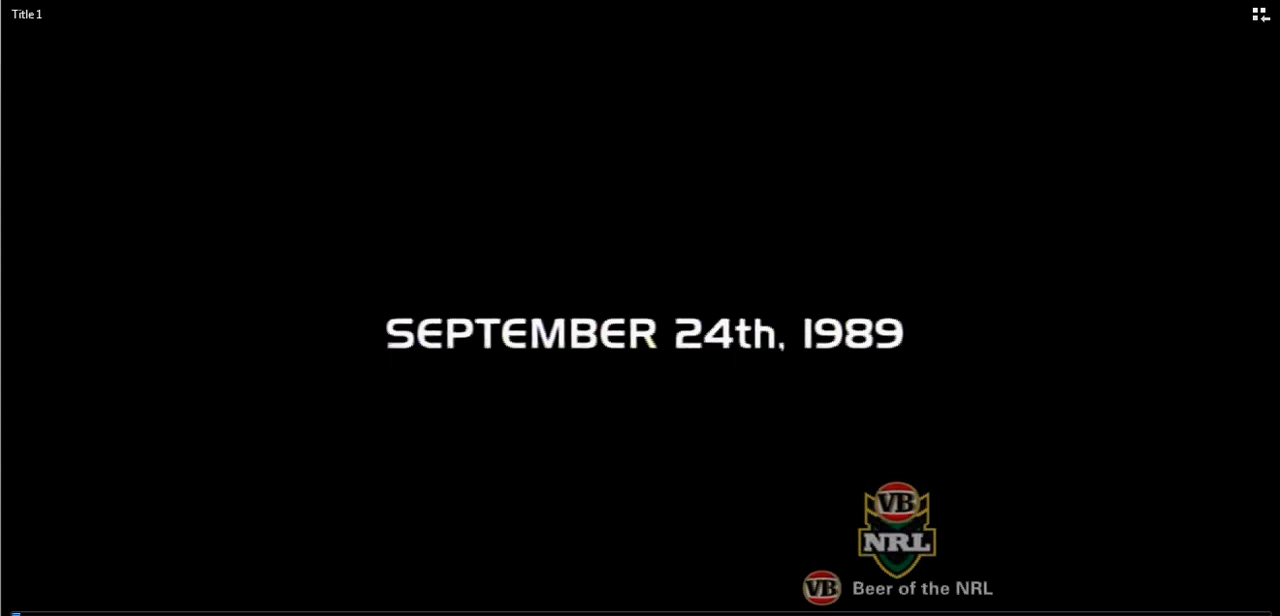 Title 1
SEPTEMBER 24th, 1989
VB
NRL
VB Beer of the NRL